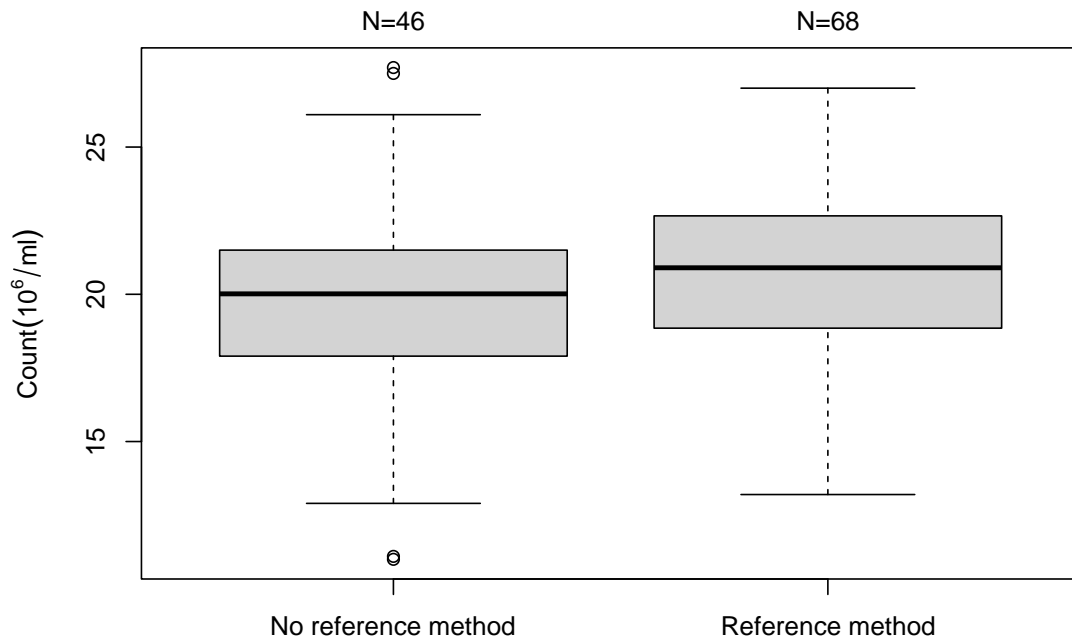 N=46 N=68
25
20
15
Count(10⁶/ml)
No reference method Reference method